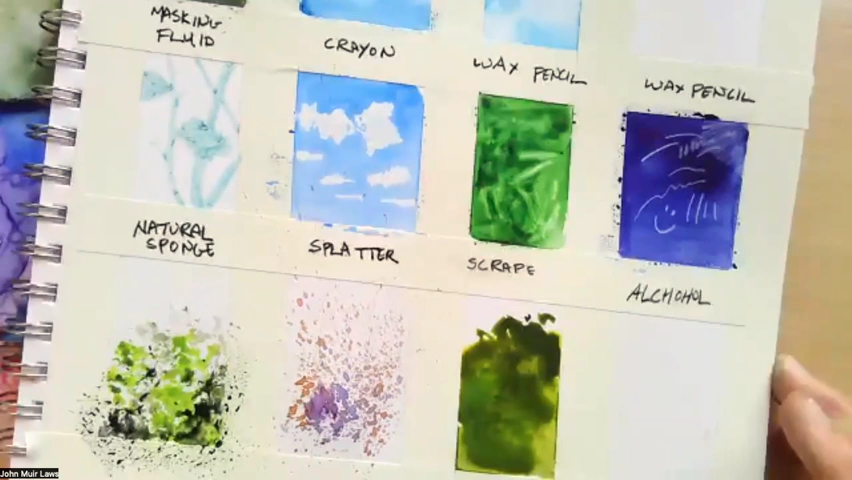 MASKING
FLUID
CRAYON
WAX PENCIL
WAX PENCIL
NATURAL
SPONGE
SPLATTER
SCRAPE
ALCHOHOL
John Muir Laws